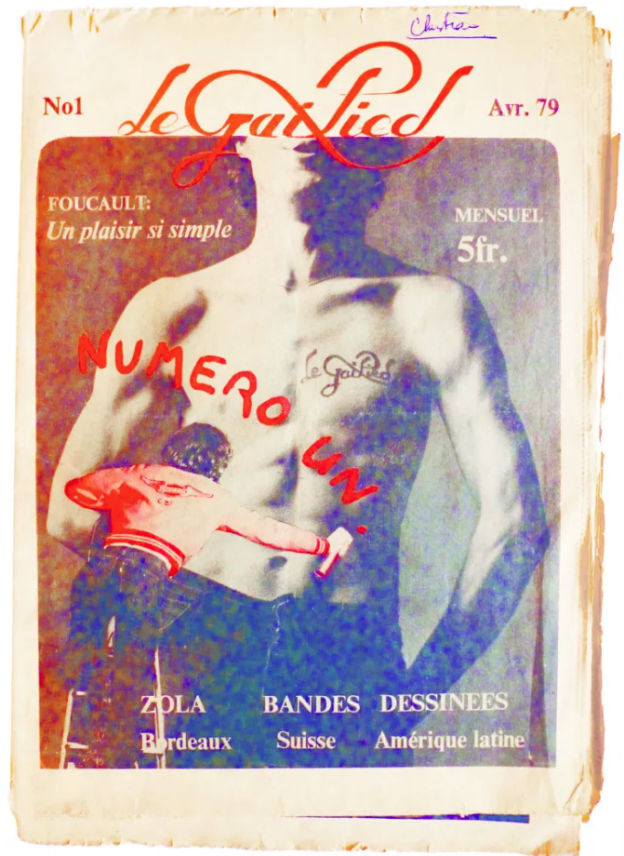 Christian
Le Gai Pied
No1
Avr. 79
FOUCAULT:
Un plaisir si simple
MENSUEL
5fr.
NUMERO UN.
Le Gai Pied
ZOLA BANDES DESSINEES
Bordeaux Suisse Amérique latine